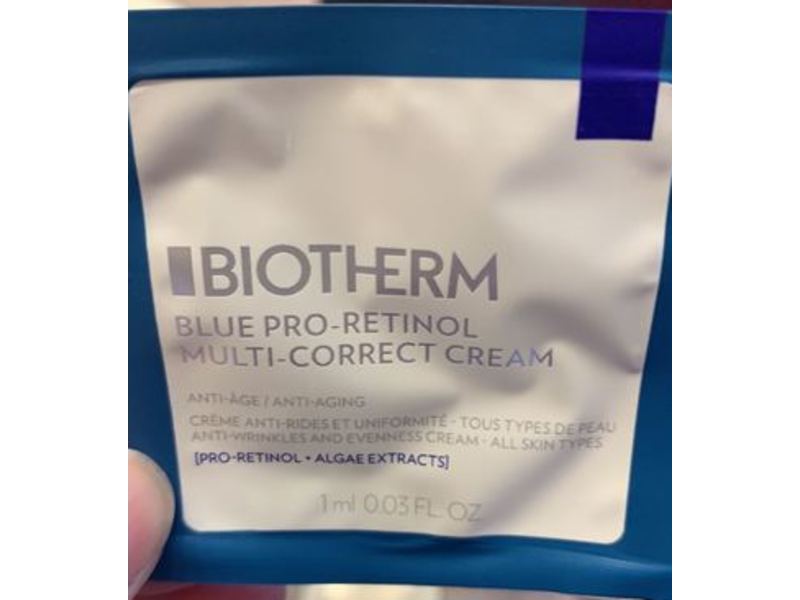 BIOTHERM
BLUE PRO-RETINOL
MULTI-CORRECT CREAM
ANTI-ÂGE / ANTI-AGING
CRÈME ANTI-RIDES ET UNIFORMITÉ - TOUS TYPES DE PEAU
ANTI-WRINKLES AND EVENNESS CREAM - ALL SKIN TYPES
[PRO-RETINOL • ALGAE EXTRACTS]
1 ml 0.03 FL. OZ